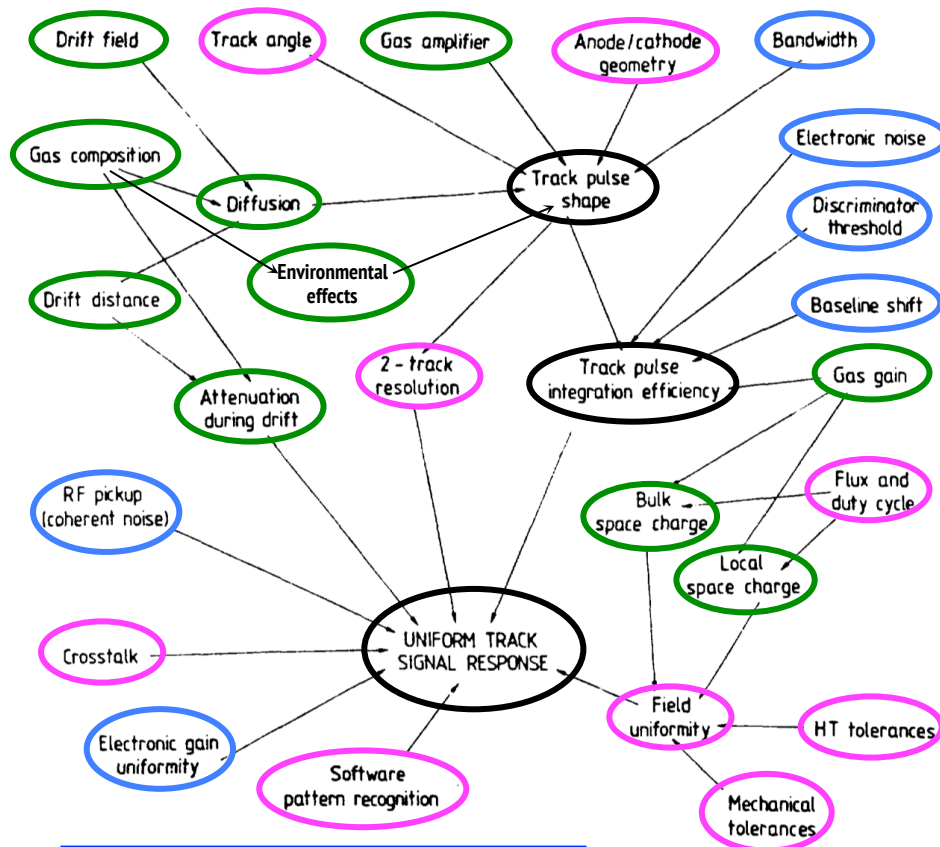 Drift field
Track angle
Gas amplifier
Anode/cathode
geometry
Bandwidth
Gas composition
Electronic noise
Diffusion
Track pulse
shape
Discriminator
threshold
Environmental
effects
Drift distance
Baseline shift
2 - track
resolution
Track pulse
integration efficiency
Gas gain
Attenuation
during drift
RF pickup
(coherent noise)
Bulk
space charge
Flux and
duty cycle
Local
space charge
UNIFORM TRACK
SIGNAL RESPONSE
Crosstalk
Field
uniformity
HT tolerances
Electronic gain
uniformity
Software
pattern recognition
Mechanical
tolerances